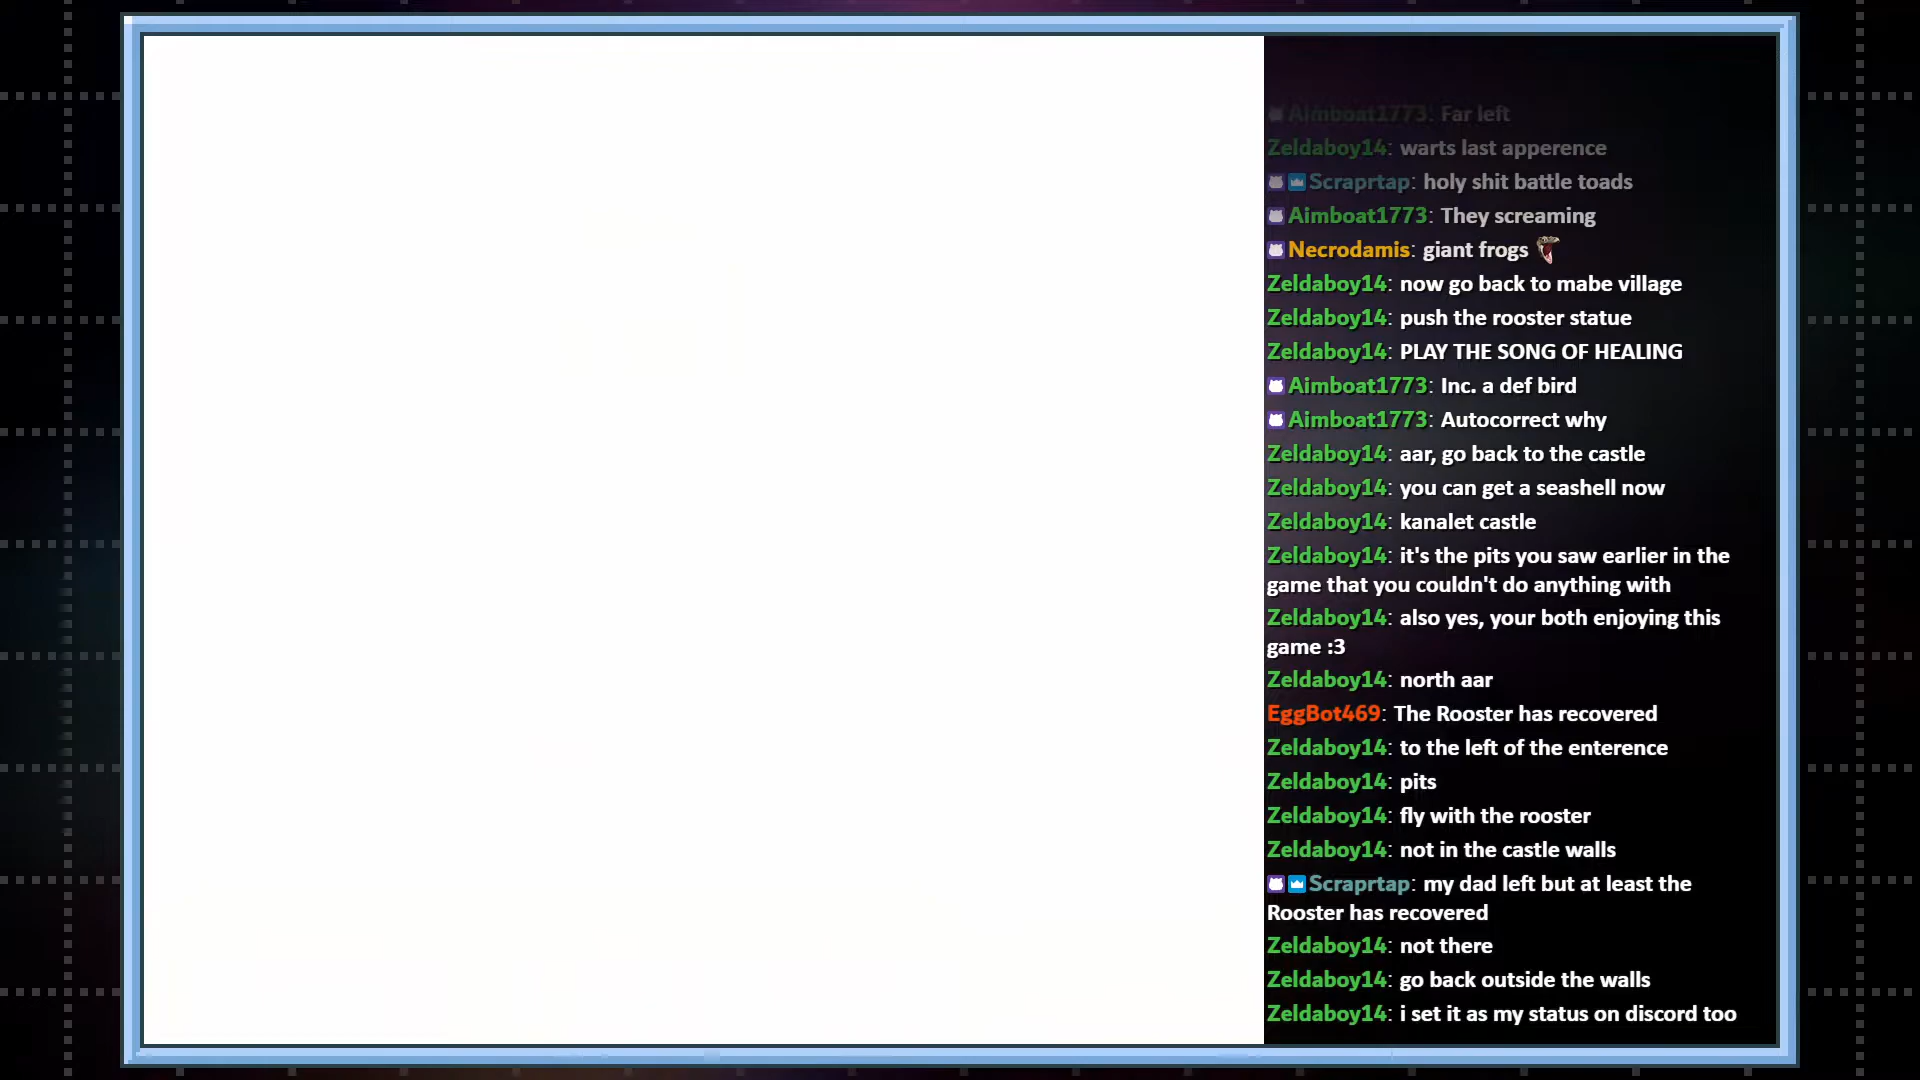 Aimboat1773: Far left
Zeldaboy14: warts last apperence
Scraprtap: holy shit battle toads
Aimboat1773: They screaming
Necrodamis: giant frogs
Zeldaboy14: now go back to mabe village
Zeldaboy14: push the rooster statue
Zeldaboy14: PLAY THE SONG OF HEALING
Aimboat1773: Inc. a def bird
Aimboat1773: Autocorrect why
Zeldaboy14: aar, go back to the castle
Zeldaboy14: you can get a seashell now
Zeldaboy14: kanalet castle
Zeldaboy14: it's the pits you saw earlier in the
game that you couldn't do anything with
Zeldaboy14: also yes, your both enjoying this
game :3
Zeldaboy14: north aar
EggBot469: The Rooster has recovered
Zeldaboy14: to the left of the enterence
Zeldaboy14: pits
Zeldaboy14: fly with the rooster
Zeldaboy14: not in the castle walls
Scraprtap: my dad left but at least the
Rooster has recovered
Zeldaboy14: not there
Zeldaboy14: go back outside the walls
Zeldaboy14: i set it as my status on discord too